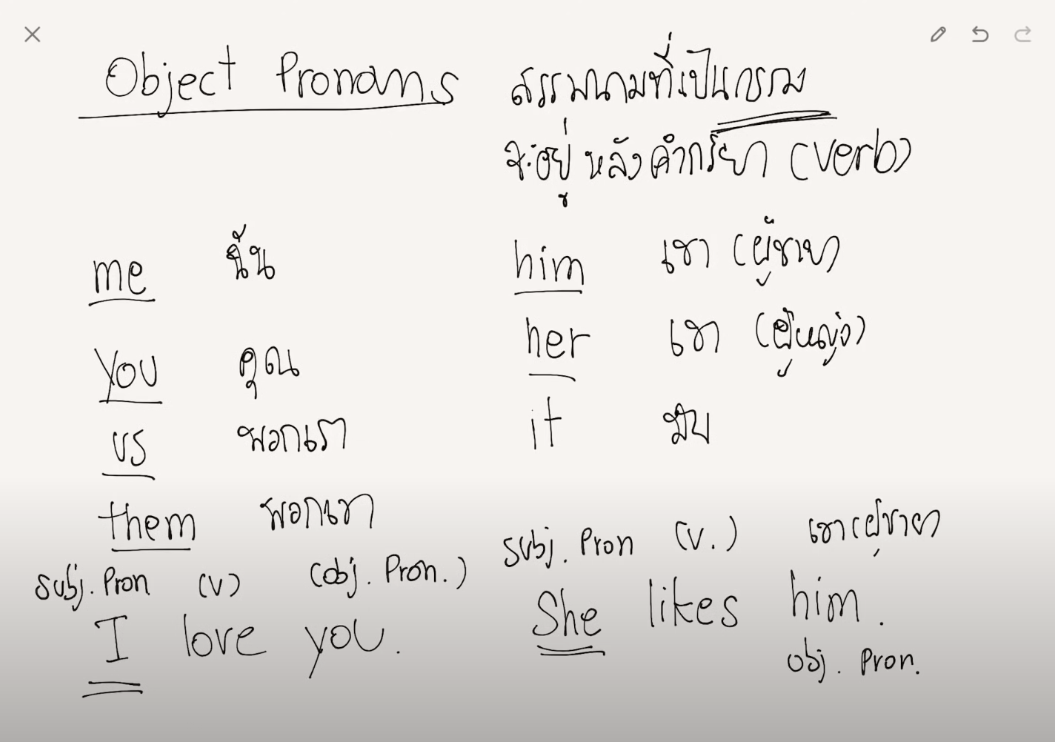 Object Pronouns สรรพนามที่เป็นกรรม
จะอยู่ หลังคำกริยา (verb)
me ฉัน him เขา (ผู้ชาย)
you คุณ her เขา (ผู้หญิง)
us พวกเรา it มัน
them พวกเขา
subj. Pron (v) (obj. Pron.) subj. Pron (v.) เขา(ผู้ชาย)
I love you. She likes him.
obj. Pron.